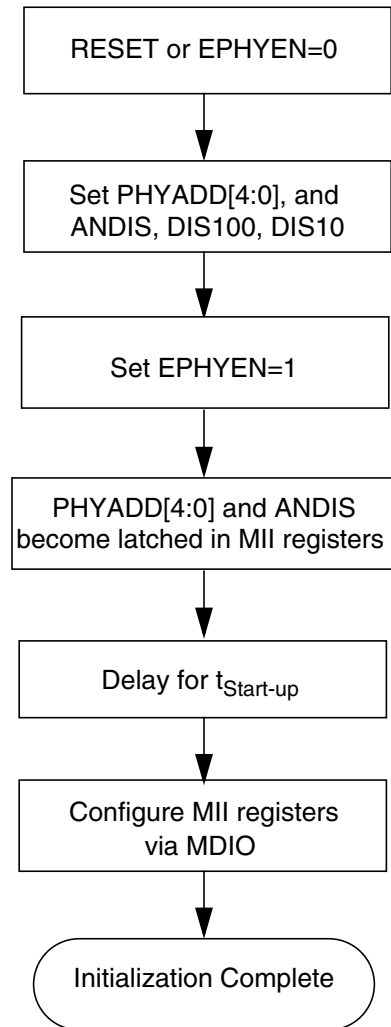 RESET or EPHYEN=0
Set PHYADD[4:0], and
ANDIS, DIS100, DIS10
Set EPHYEN=1
PHYADD[4:0] and ANDIS
become latched in MII registers
Delay for tStart-up
Configure MII registers
via MDIO
Initialization Complete